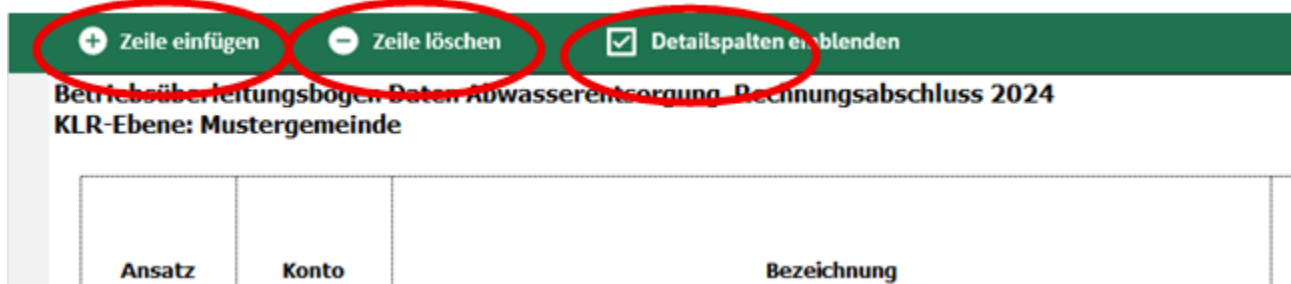 Zeile einfügen Zeile löschen Detailspalten einblenden
Betriebsüberleitungsbogen Daten Abwasserentsorgung, Rechnungsabschluss 2024
KLR-Ebene: Mustergemeinde
Ansatz Konto Bezeichnung